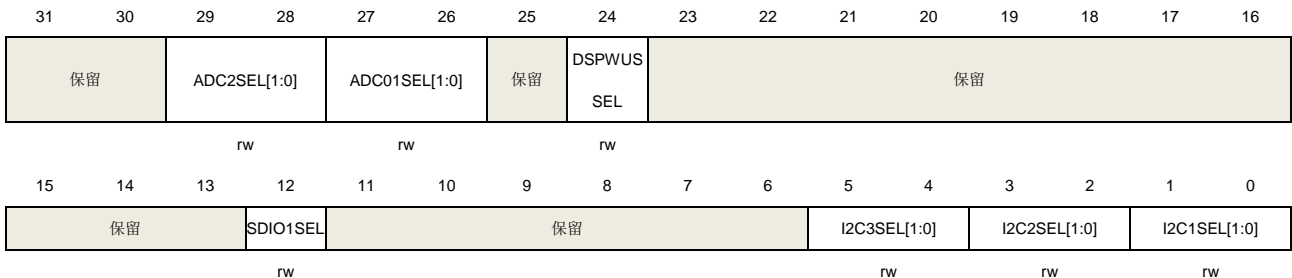 31 30 29 28 27 26 25 24 23 22 21 20 19 18 17 16
保留 ADC2SEL[1:0] ADC01SEL[1:0] 保留 DSPWUS SEL 保留
rw rw rw
15 14 13 12 11 10 9 8 7 6 5 4 3 2 1 0
保留 SDIO1SEL 保留 I2C3SEL[1:0] I2C2SEL[1:0] I2C1SEL[1:0]
rw rw rw rw